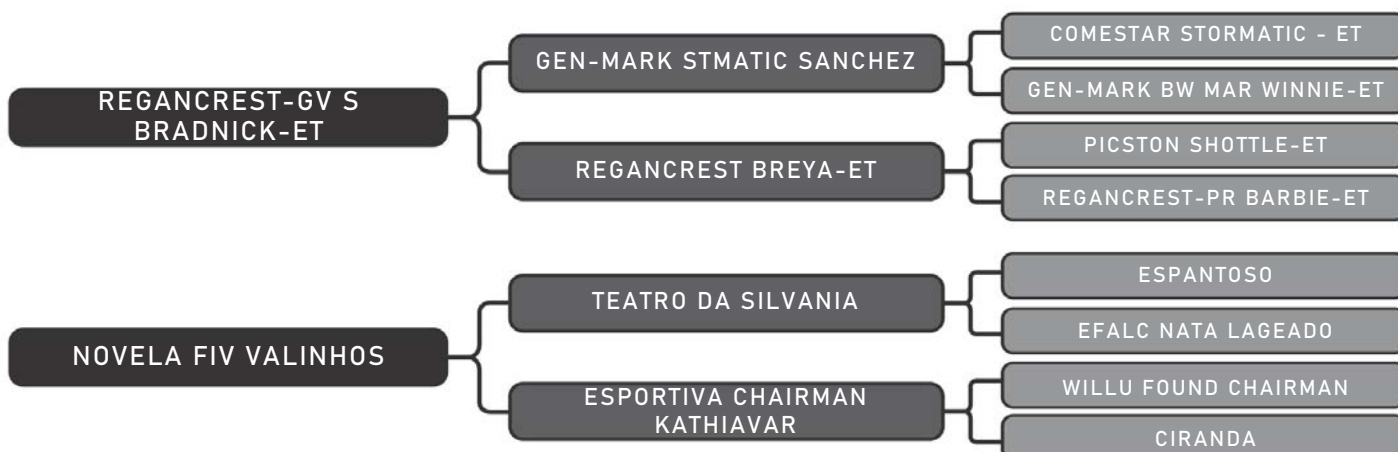 REGANCREST-GV S
BRADNICK-ET
GEN-MARK STMATIC SANCHEZ
COMESTAR STORMATIC - ET
GEN-MARK BW MAR WINNIE-ET
REGANCREST BREYA-ET
PICSTON SHOTTLE-ET
REGANCREST-PR BARBIE-ET
NOVELA FIV VALINHOS
TEATRO DA SILVANIA
ESPANTOSO
EFALC NATA LAGEADO
ESPORTIVA CHAIRMAN
KATHIAVAR
WILLU FOUND CHAIRMAN
CIRANDA